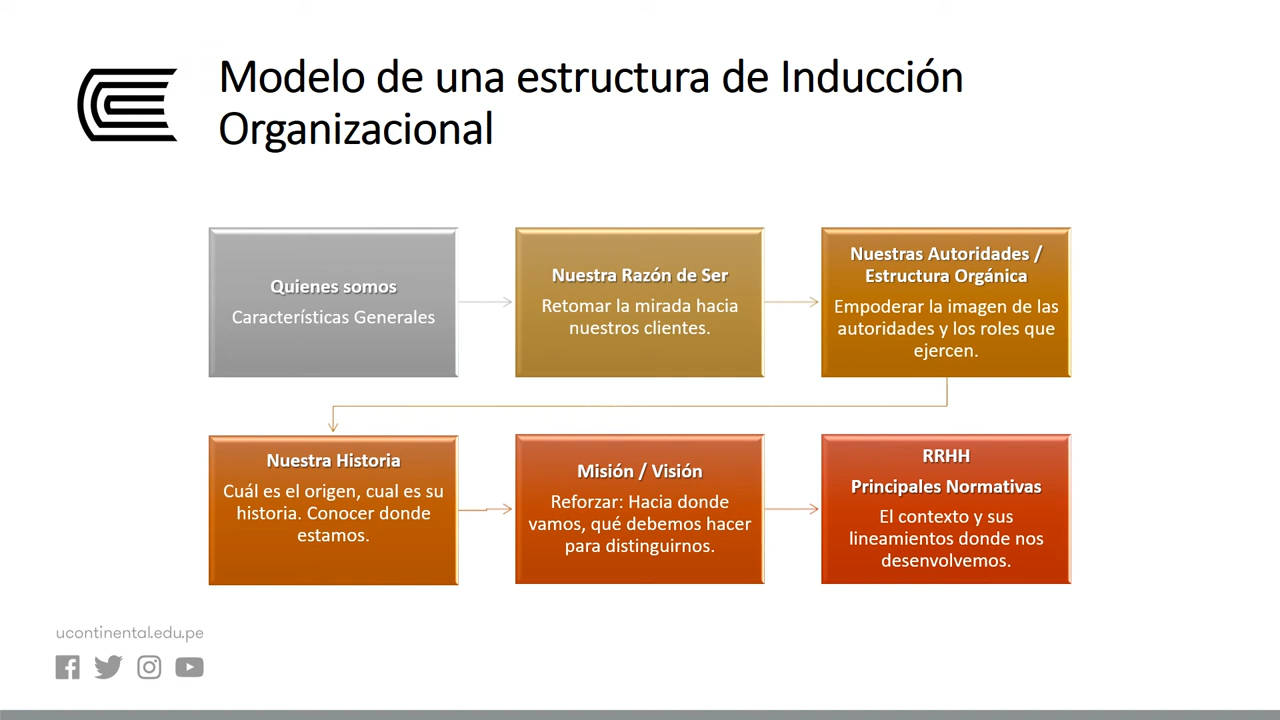 Modelo de una estructura de Inducción
Organizacional
Quienes somos
Características Generales
Nuestra Razón de Ser
Retomar la mirada hacia
nuestros clientes.
Nuestras Autoridades /
Estructura Orgánica
Empoderar la imagen de las
autoridades y los roles que
ejercen.
Nuestra Historia
Cuál es el origen, cual es su
historia. Conocer donde
estamos.
Misión / Visión
Reforzar: Hacia donde
vamos, qué debemos hacer
para distinguirnos.
RRHH
Principales Normativas
El contexto y sus
lineamientos donde nos
desenvolvemos.
ucontinental.edu.pe